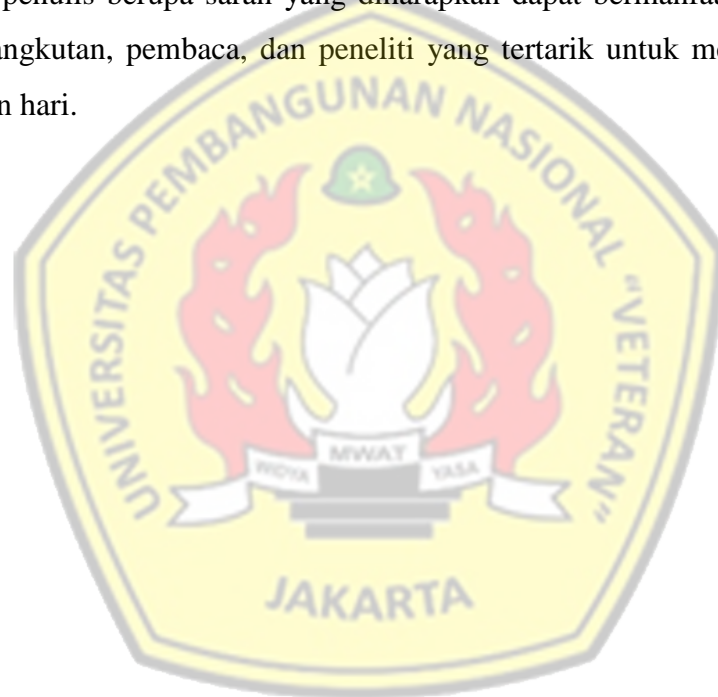 penulis berupa saran yang diharapkan dapat bermanfaa
angkutan, pembaca, dan peneliti yang tertarik untuk me
n hari.
UNIVERSITAS PEMBANGUNAN NASIONAL "VETERAN"
WIDYA MWAT YASA
JAKARTA